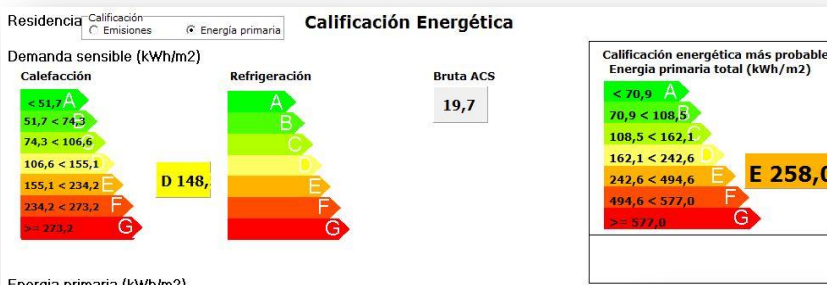 Residencia
Calificación
Emisiones
Energía primaria
Calificación Energética
Demanda sensible (kWh/m2)
Calefacción
< 51,7 A
51,7 < 74,3 B
74,3 < 106,6 C
106,6 < 155,1 D
155,1 < 234,2 E
234,2 < 273,2 F
>= 273,2 G
D 148,
Refrigeración
A
B
C
D
E
F
G
Bruta ACS
19,7
Calificación energética más probable
Energia primaria total (kWh/m2)
< 70,9 A
70,9 < 108,5 B
108,5 < 162,1 C
162,1 < 242,6 D
242,6 < 494,6 E
494,6 < 577,0 F
>= 577,0 G
E 258,0
Energia primaria (kWh/m2)